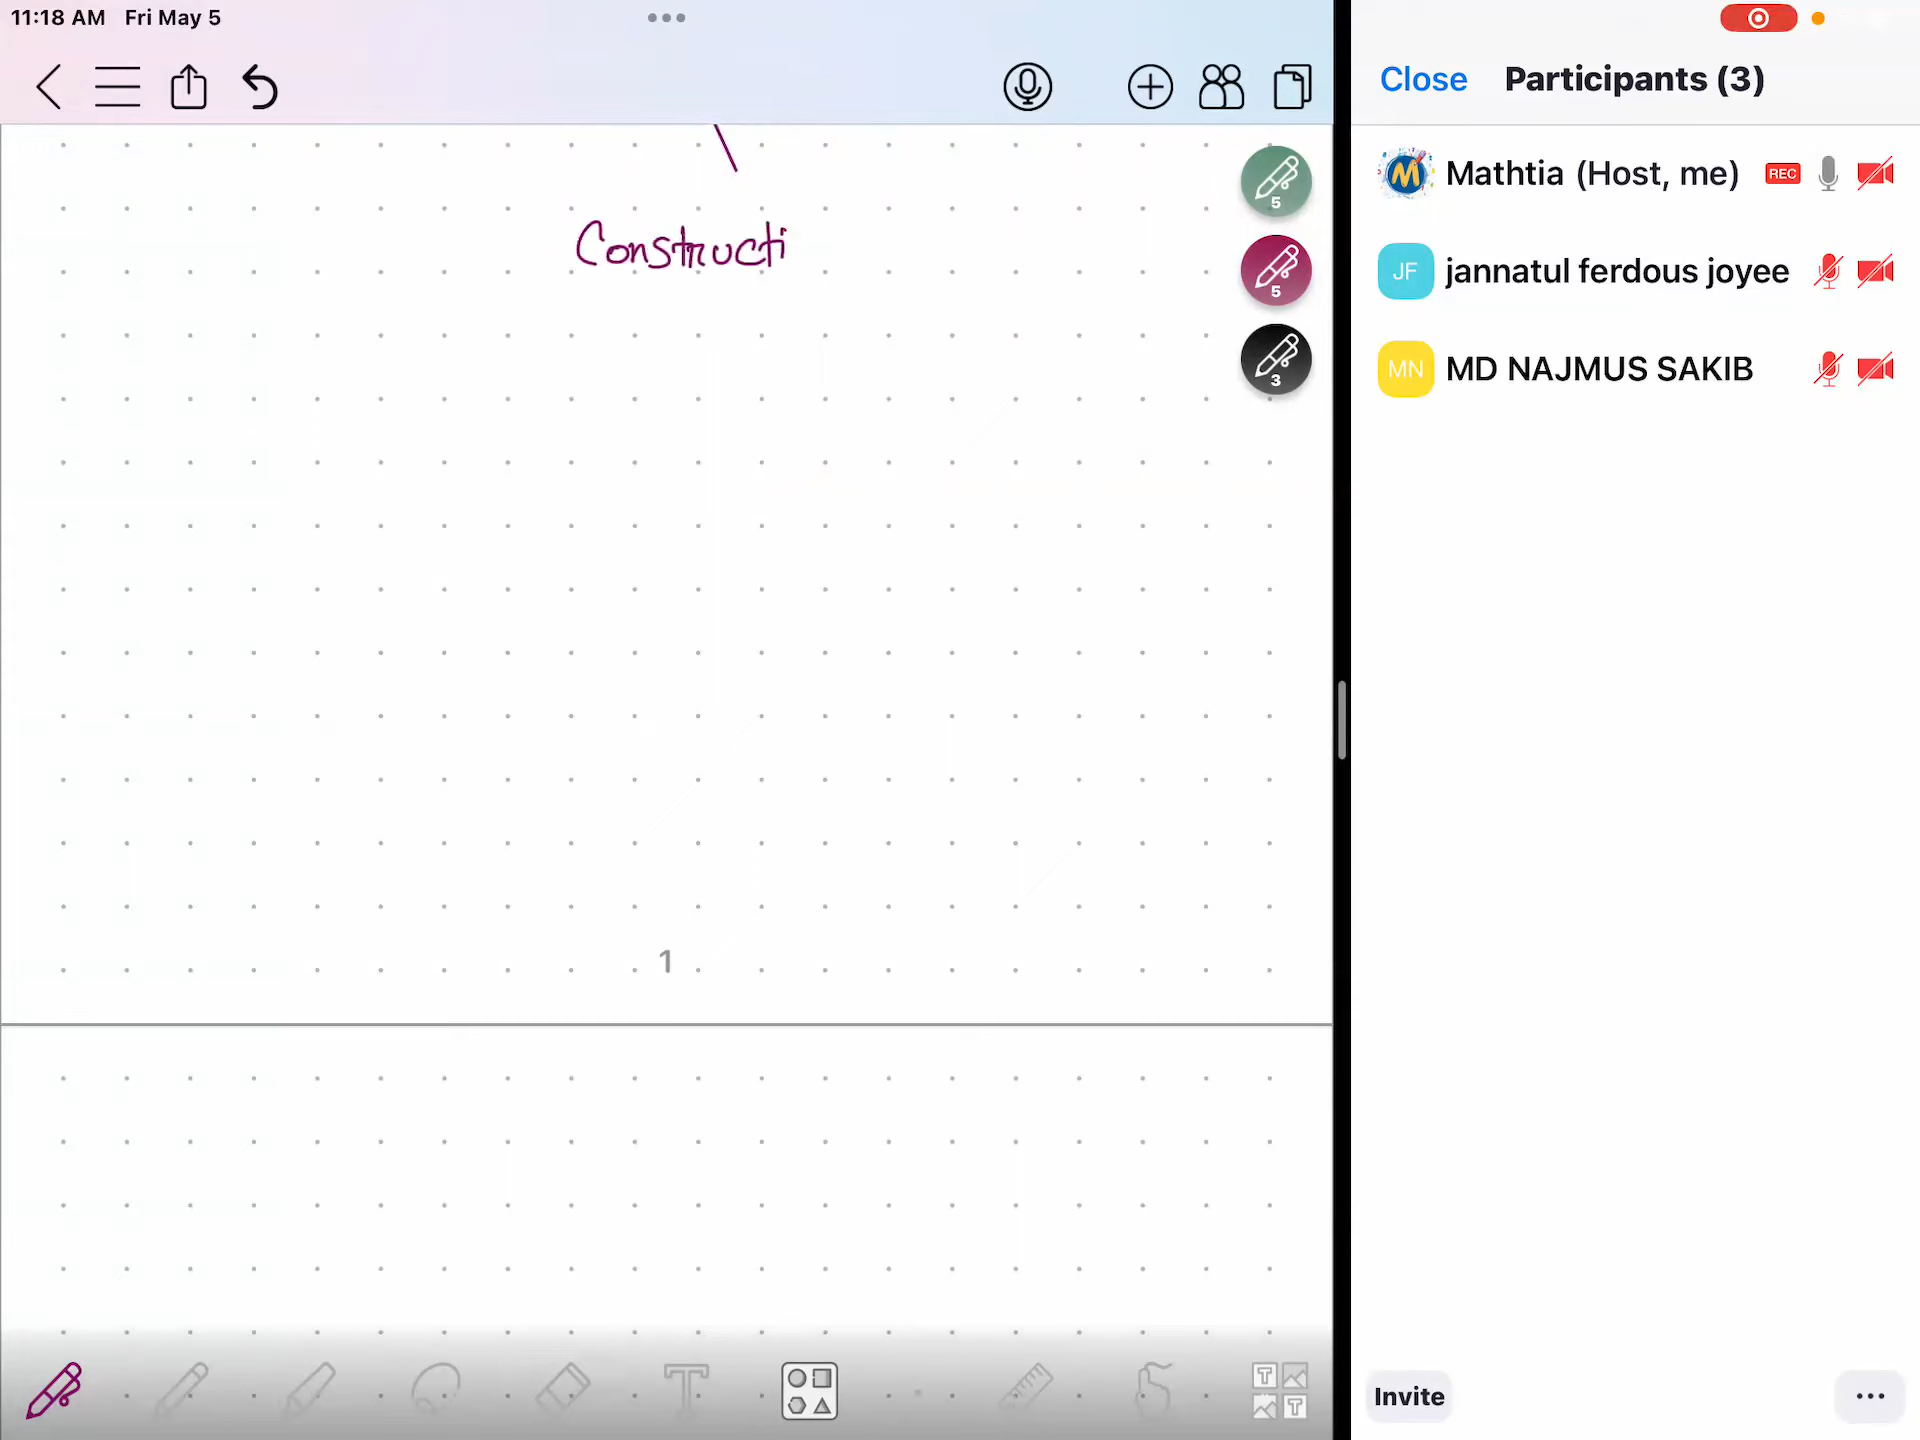 11:18 AM Fri May 5
Close Participants (3)
Mathtia (Host, me) REC
JF jannatul ferdous joyee
MN MD NAJMUS SAKIB
5
5
3
Constructi
1
T
T
T
Invite